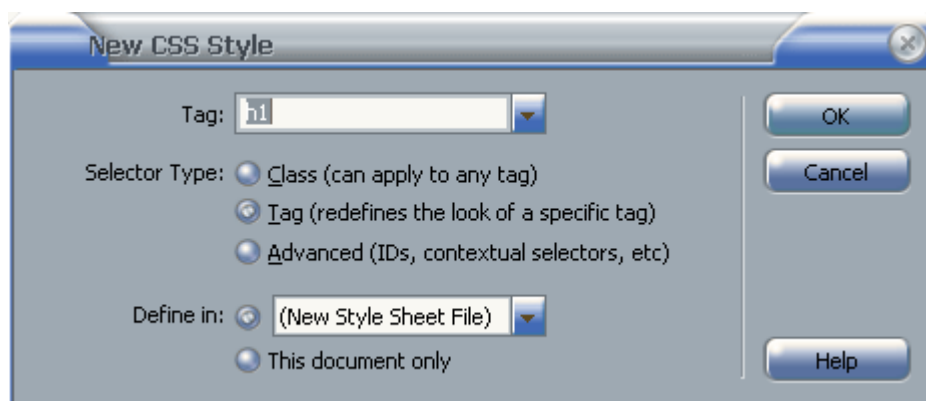 New CSS Style
Tag: h1
OK
Selector Type: Class (can apply to any tag)
Cancel
Tag (redefines the look of a specific tag)
Advanced (IDs, contextual selectors, etc)
Define in: (New Style Sheet File)
This document only
Help